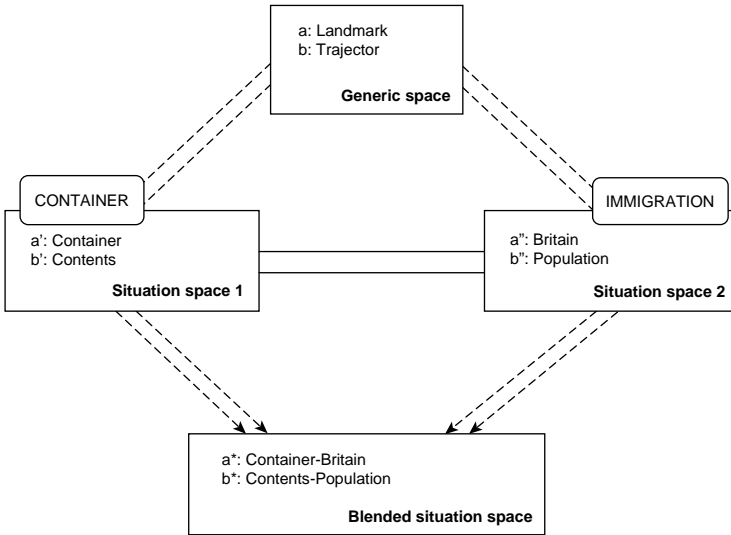 a: Landmark
b: Trajector
Generic space
CONTAINER
IMMIGRATION
a’: Container
b’: Contents
Situation space 1
a”: Britain
b”: Population
Situation space 2
a*: Container-Britain
b*: Contents-Population
Blended situation space